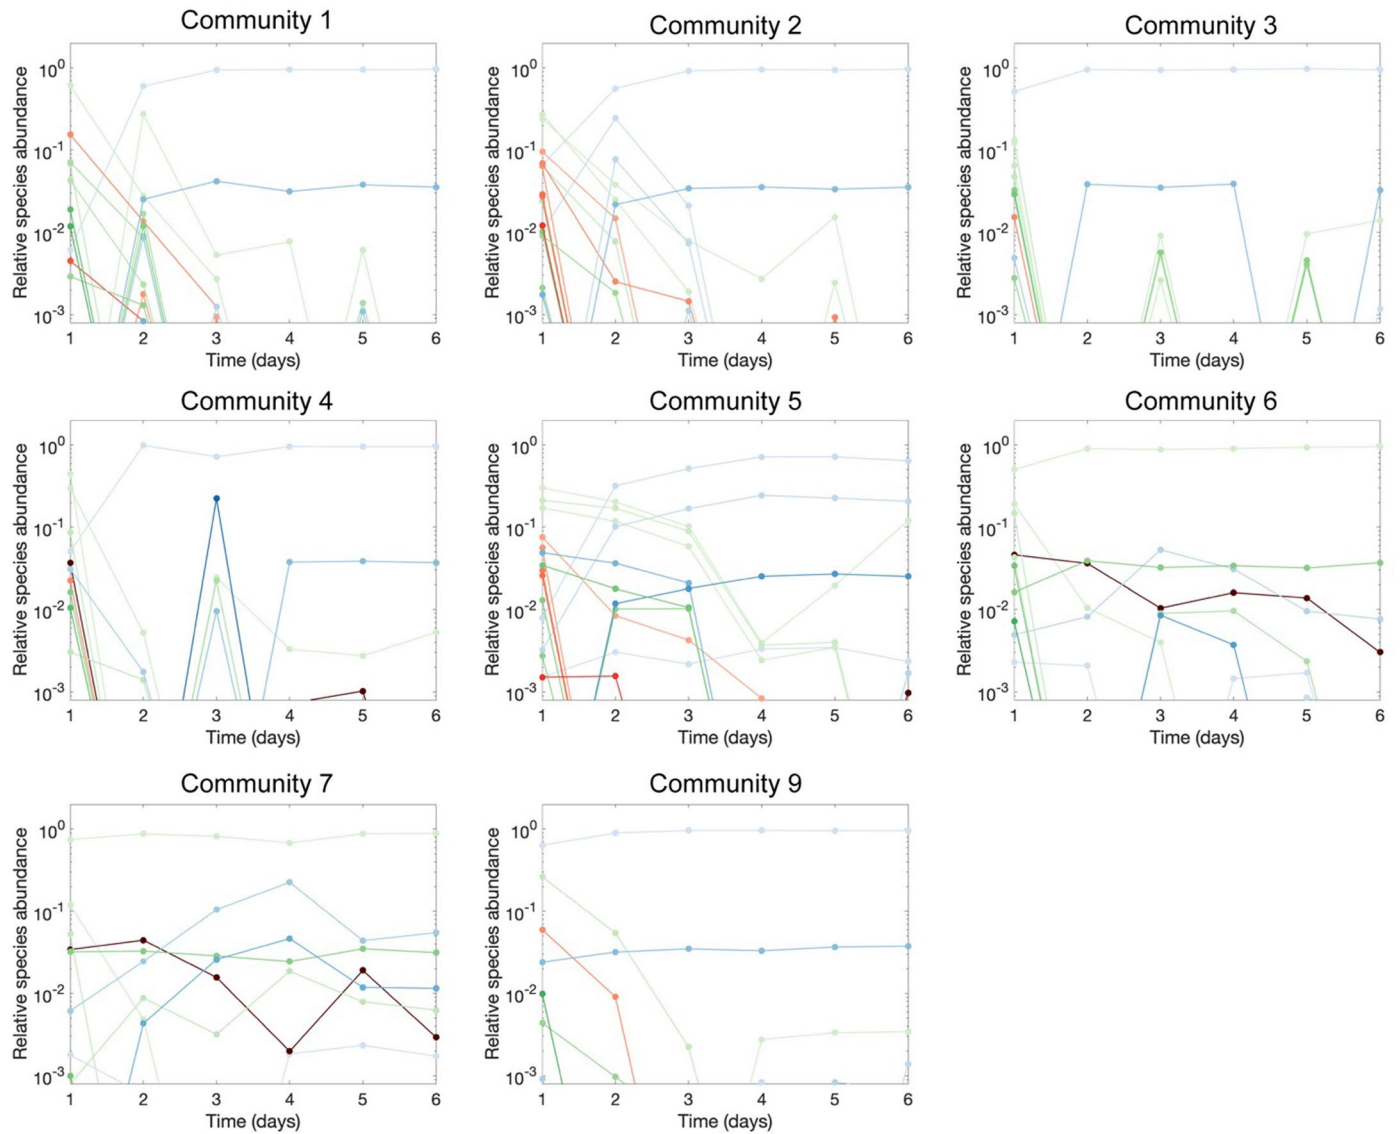 Community 1
Relative species abundance
10^0
10^-1
10^-2
10^-3
1 2 3 4 5 6
Time (days)
Community 2
Relative species abundance
10^0
10^-1
10^-2
10^-3
1 2 3 4 5 6
Time (days)
Community 3
Relative species abundance
10^0
10^-1
10^-2
10^-3
1 2 3 4 5 6
Time (days)
Community 4
Relative species abundance
10^0
10^-1
10^-2
10^-3
1 2 3 4 5 6
Time (days)
Community 5
Relative species abundance
10^0
10^-1
10^-2
10^-3
1 2 3 4 5 6
Time (days)
Community 6
Relative species abundance
10^0
10^-1
10^-2
10^-3
1 2 3 4 5 6
Time (days)
Community 7
Relative species abundance
10^0
10^-1
10^-2
10^-3
1 2 3 4 5 6
Time (days)
Community 9
Relative species abundance
10^0
10^-1
10^-2
10^-3
1 2 3 4 5 6
Time (days)